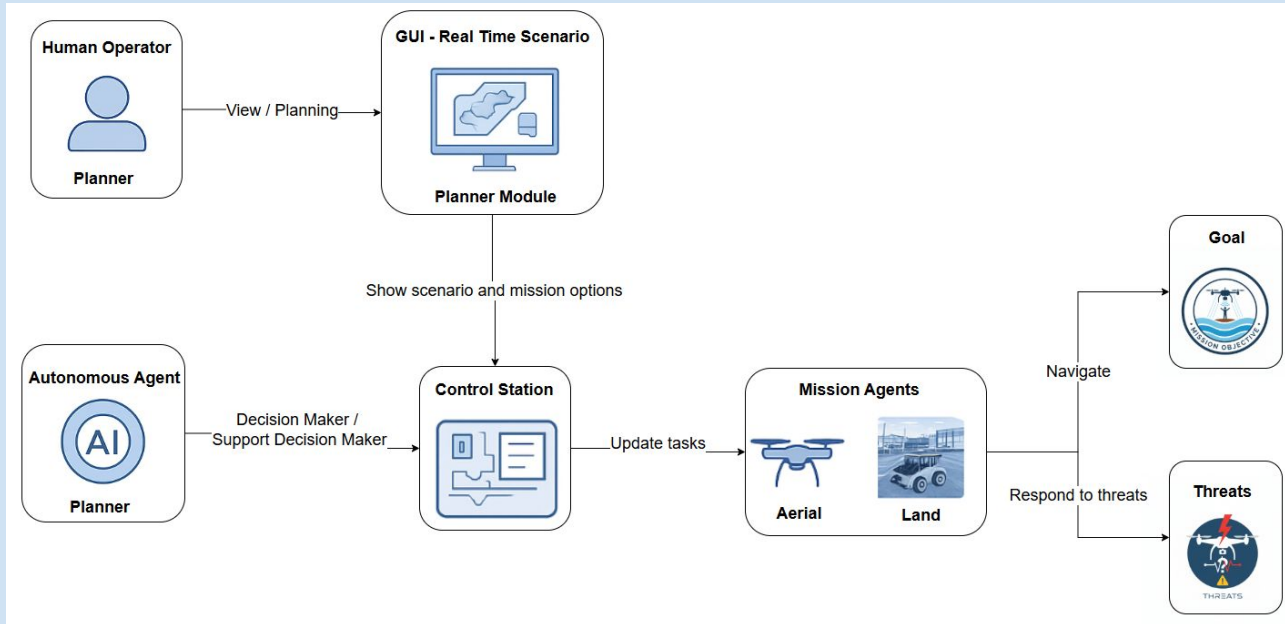 Human Operator
Planner
View / Planning
GUI - Real Time Scenario
Planner Module
Show scenario and mission options
Autonomous Agent
AI
Planner
Decision Maker /
Support Decision Maker
Control Station
Update tasks
Mission Agents
Aerial
Land
Navigate
Respond to threats
Goal
MISSION OBJECTIVE
Threats
?
THREATS